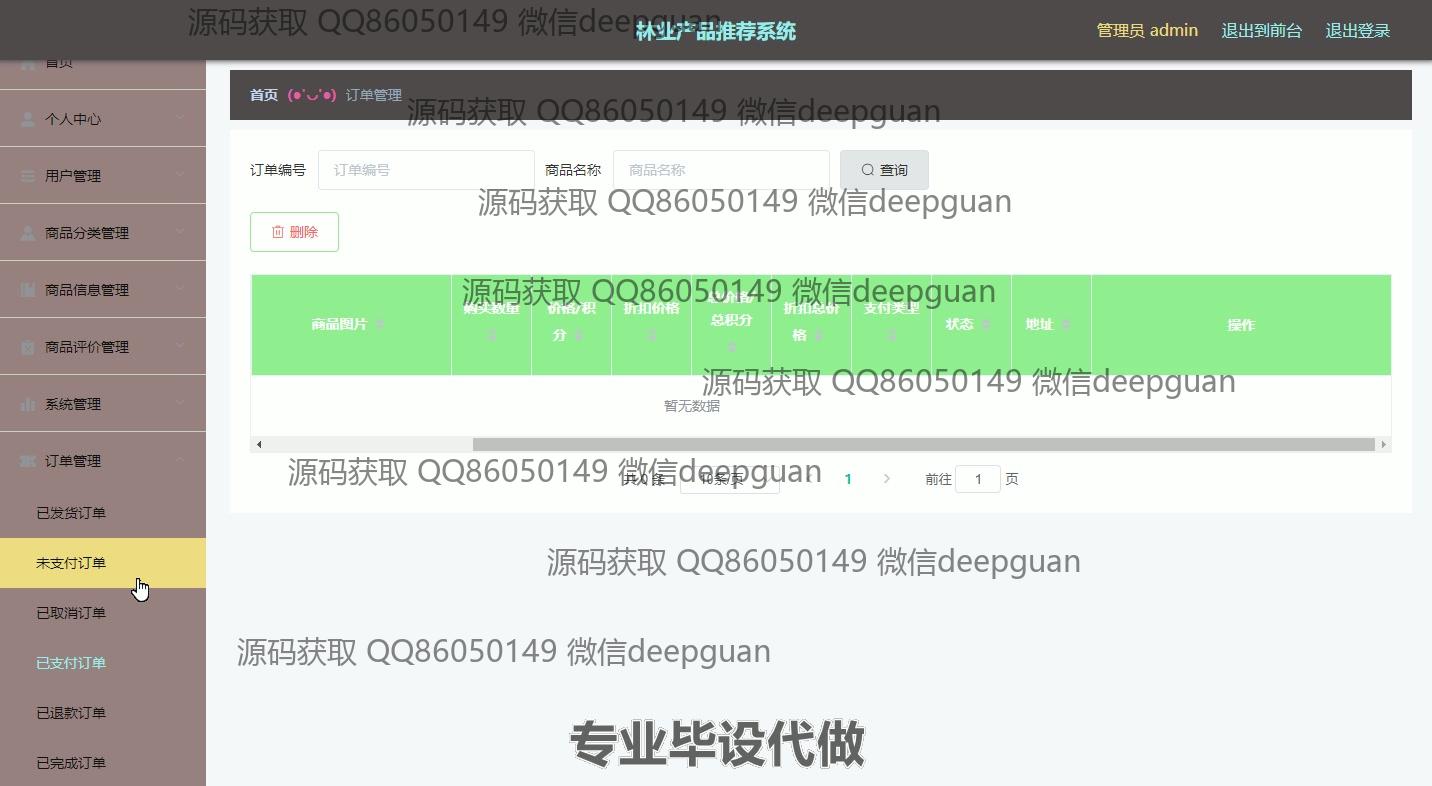 源码获取 QQ86050149 微信deepguan
林业产品推荐系统
管理员 admin
退出到前台
退出登录
首页
个人中心
用户管理
商品分类管理
商品信息管理
商品评价管理
系统管理
订单管理
已发货订单
未支付订单
已取消订单
已支付订单
已退款订单
已完成订单
首页 (●'◡'●) 订单管理
源码获取 QQ86050149 微信deepguan
订单编号 订单编号 商品名称 商品名称 查询
源码获取 QQ86050149 微信deepguan
删除
源码获取 QQ86050149 微信deepguan
商品图片
购买数量
价格/积
分
折扣价格
总价格/
总积分
折扣总价
格
支付类型
状态
地址
操作
源码获取 QQ86050149 微信deepguan
暂无数据
源码获取 QQ86050149 微信deepguan
共 0 条 10条/页 1 前往 1 页
源码获取 QQ86050149 微信deepguan
源码获取 QQ86050149 微信deepguan
专业毕设代做